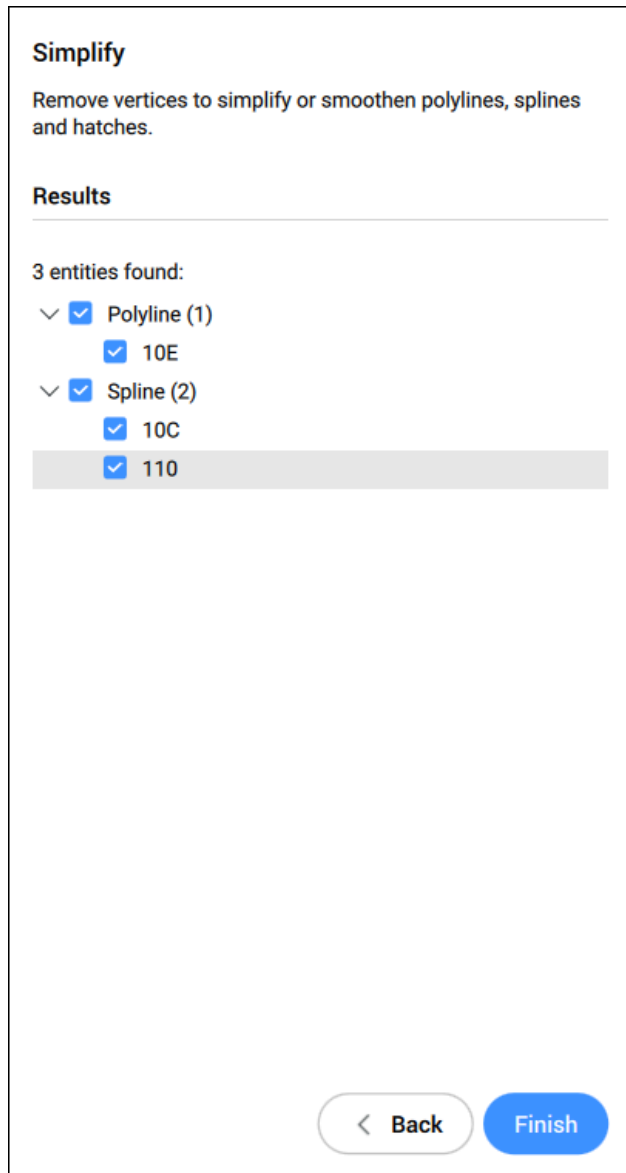 Simplify
Remove vertices to simplify or smoothen polylines, splines
and hatches.
Results
3 entities found:
Polyline (1)
10E
Spline (2)
10C
110
Back
Finish